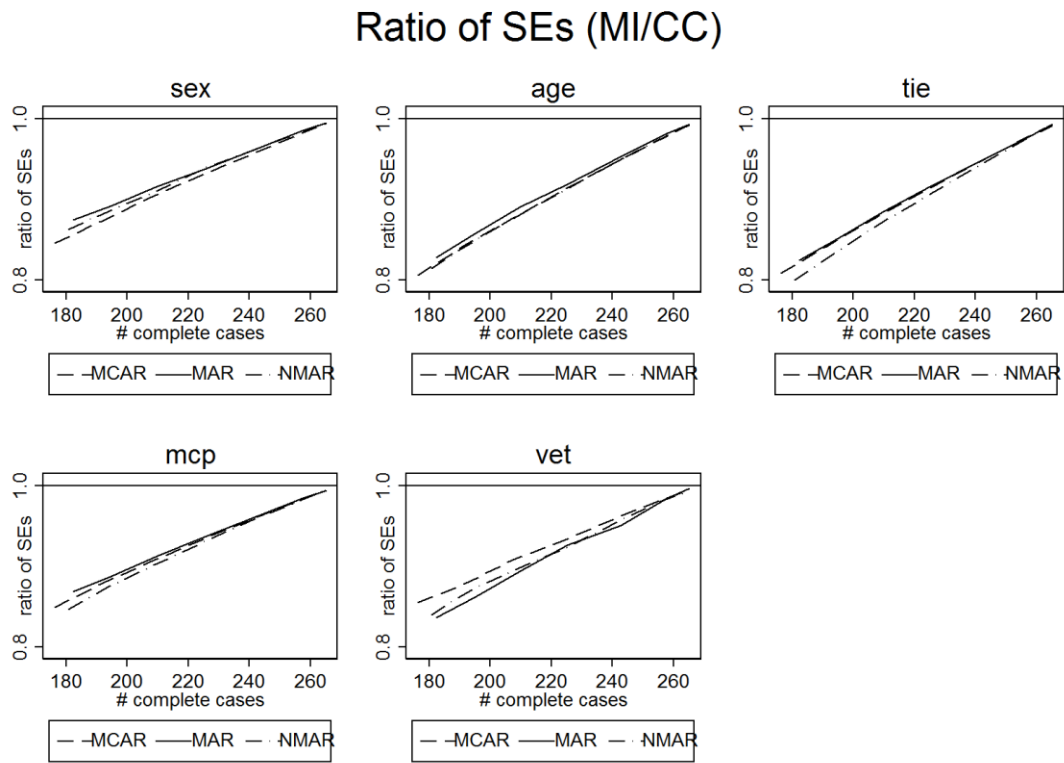 Ratio of SEs (MI/CC)
sex
ratio of SEs
1.0
0.8
180 200 220 240 260
# complete cases
MCAR MAR NMAR
age
ratio of SEs
1.0
0.8
180 200 220 240 260
# complete cases
MCAR MAR NMAR
tie
ratio of SEs
1.0
0.8
180 200 220 240 260
# complete cases
MCAR MAR NMAR
mcp
ratio of SEs
1.0
0.8
180 200 220 240 260
# complete cases
MCAR MAR NMAR
vet
ratio of SEs
1.0
0.8
180 200 220 240 260
# complete cases
MCAR MAR NMAR